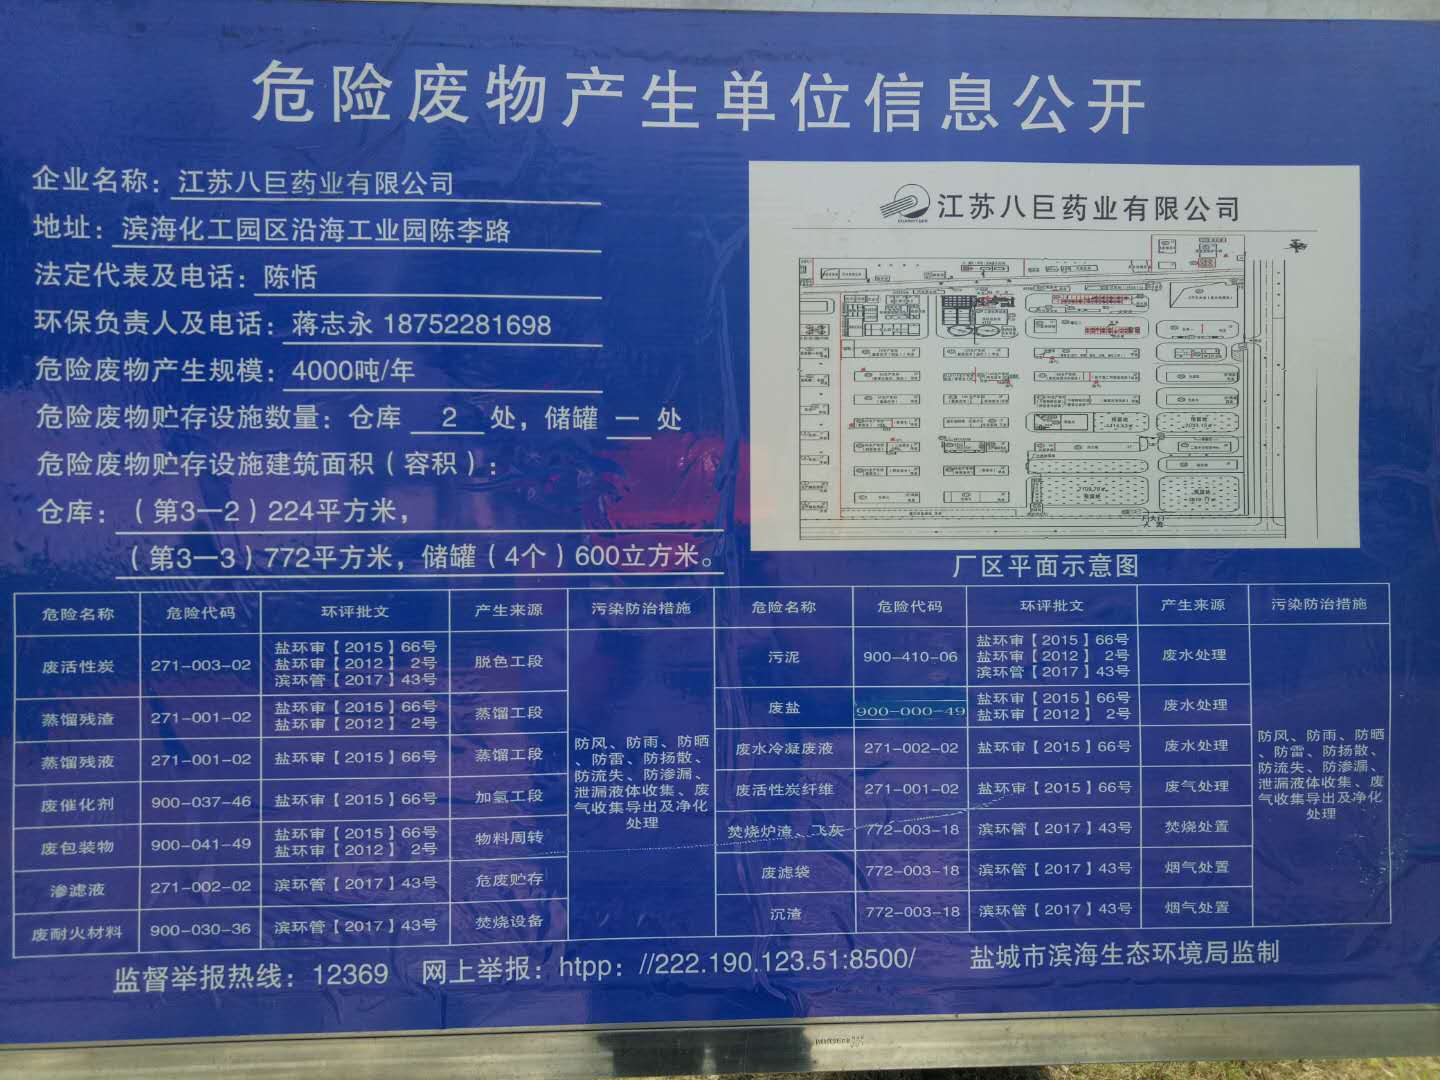 危险废物产生单位信息公开
企业名称：江苏八巨药业有限公司
地址：滨海化工园区沿海工业园陈李路
法定代表及电话：陈恬
环保负责人及电话：蒋志永 18752281698
危险废物产生规模：4000吨/年
危险废物贮存设施数量：仓库 2 处，储罐 一 处
危险废物贮存设施建筑面积（容积）：
仓库：（第3—2）224平方米，
（第3—3）772平方米，储罐（4个）600立方米。
江苏八巨药业有限公司
厂区平面示意图
危险名称 危险代码 环评批文 产生来源 污染防治措施
废活性炭 271-003-02 盐环审【2015】66号 脱色工段
盐环审【2012】 2号
滨环管【2017】43号
蒸馏残渣 271-001-02 盐环审【2015】66号 蒸馏工段
盐环审【2012】 2号
蒸馏残液 271-001-02 盐环审【2015】66号 蒸馏工段
废催化剂 900-037-46 盐环审【2015】66号 加氢工段
废包装物 900-041-49 盐环审【2015】66号 物料周转
盐环审【2012】 2号
渗滤液 271-002-02 滨环管【2017】43号 危废贮存
废耐火材料 900-030-36 滨环管【2017】43号 焚烧设备
防风、防雨、防晒
、防雷、防扬散、
防流失、防渗漏、
泄漏液体收集、废
气收集导出及净化
处理
危险名称 危险代码 环评批文 产生来源 污染防治措施
污泥 900-410-06 盐环审【2015】66号 废水处理
盐环审【2012】 2号
滨环管【2017】43号
废盐 900-000-49 盐环审【2015】66号 废水处理
盐环审【2012】 2号
废水冷凝废液 271-002-02 盐环审【2015】66号 废水处理
废活性炭纤维 271-001-02 盐环审【2015】66号 废气处理
焚烧炉渣、飞灰 772-003-18 滨环管【2017】43号 焚烧处置
废滤袋 772-003-18 滨环管【2017】43号 烟气处置
沉渣 772-003-18 滨环管【2017】43号 烟气处置
防风、防雨、防晒
、防雷、防扬散、
防流失、防渗漏、
泄漏液体收集、废
气收集导出及净化
处理
监督举报热线：12369 网上举报：htpp：//222.190.123.51:8500/ 盐城市滨海生态环境局监制